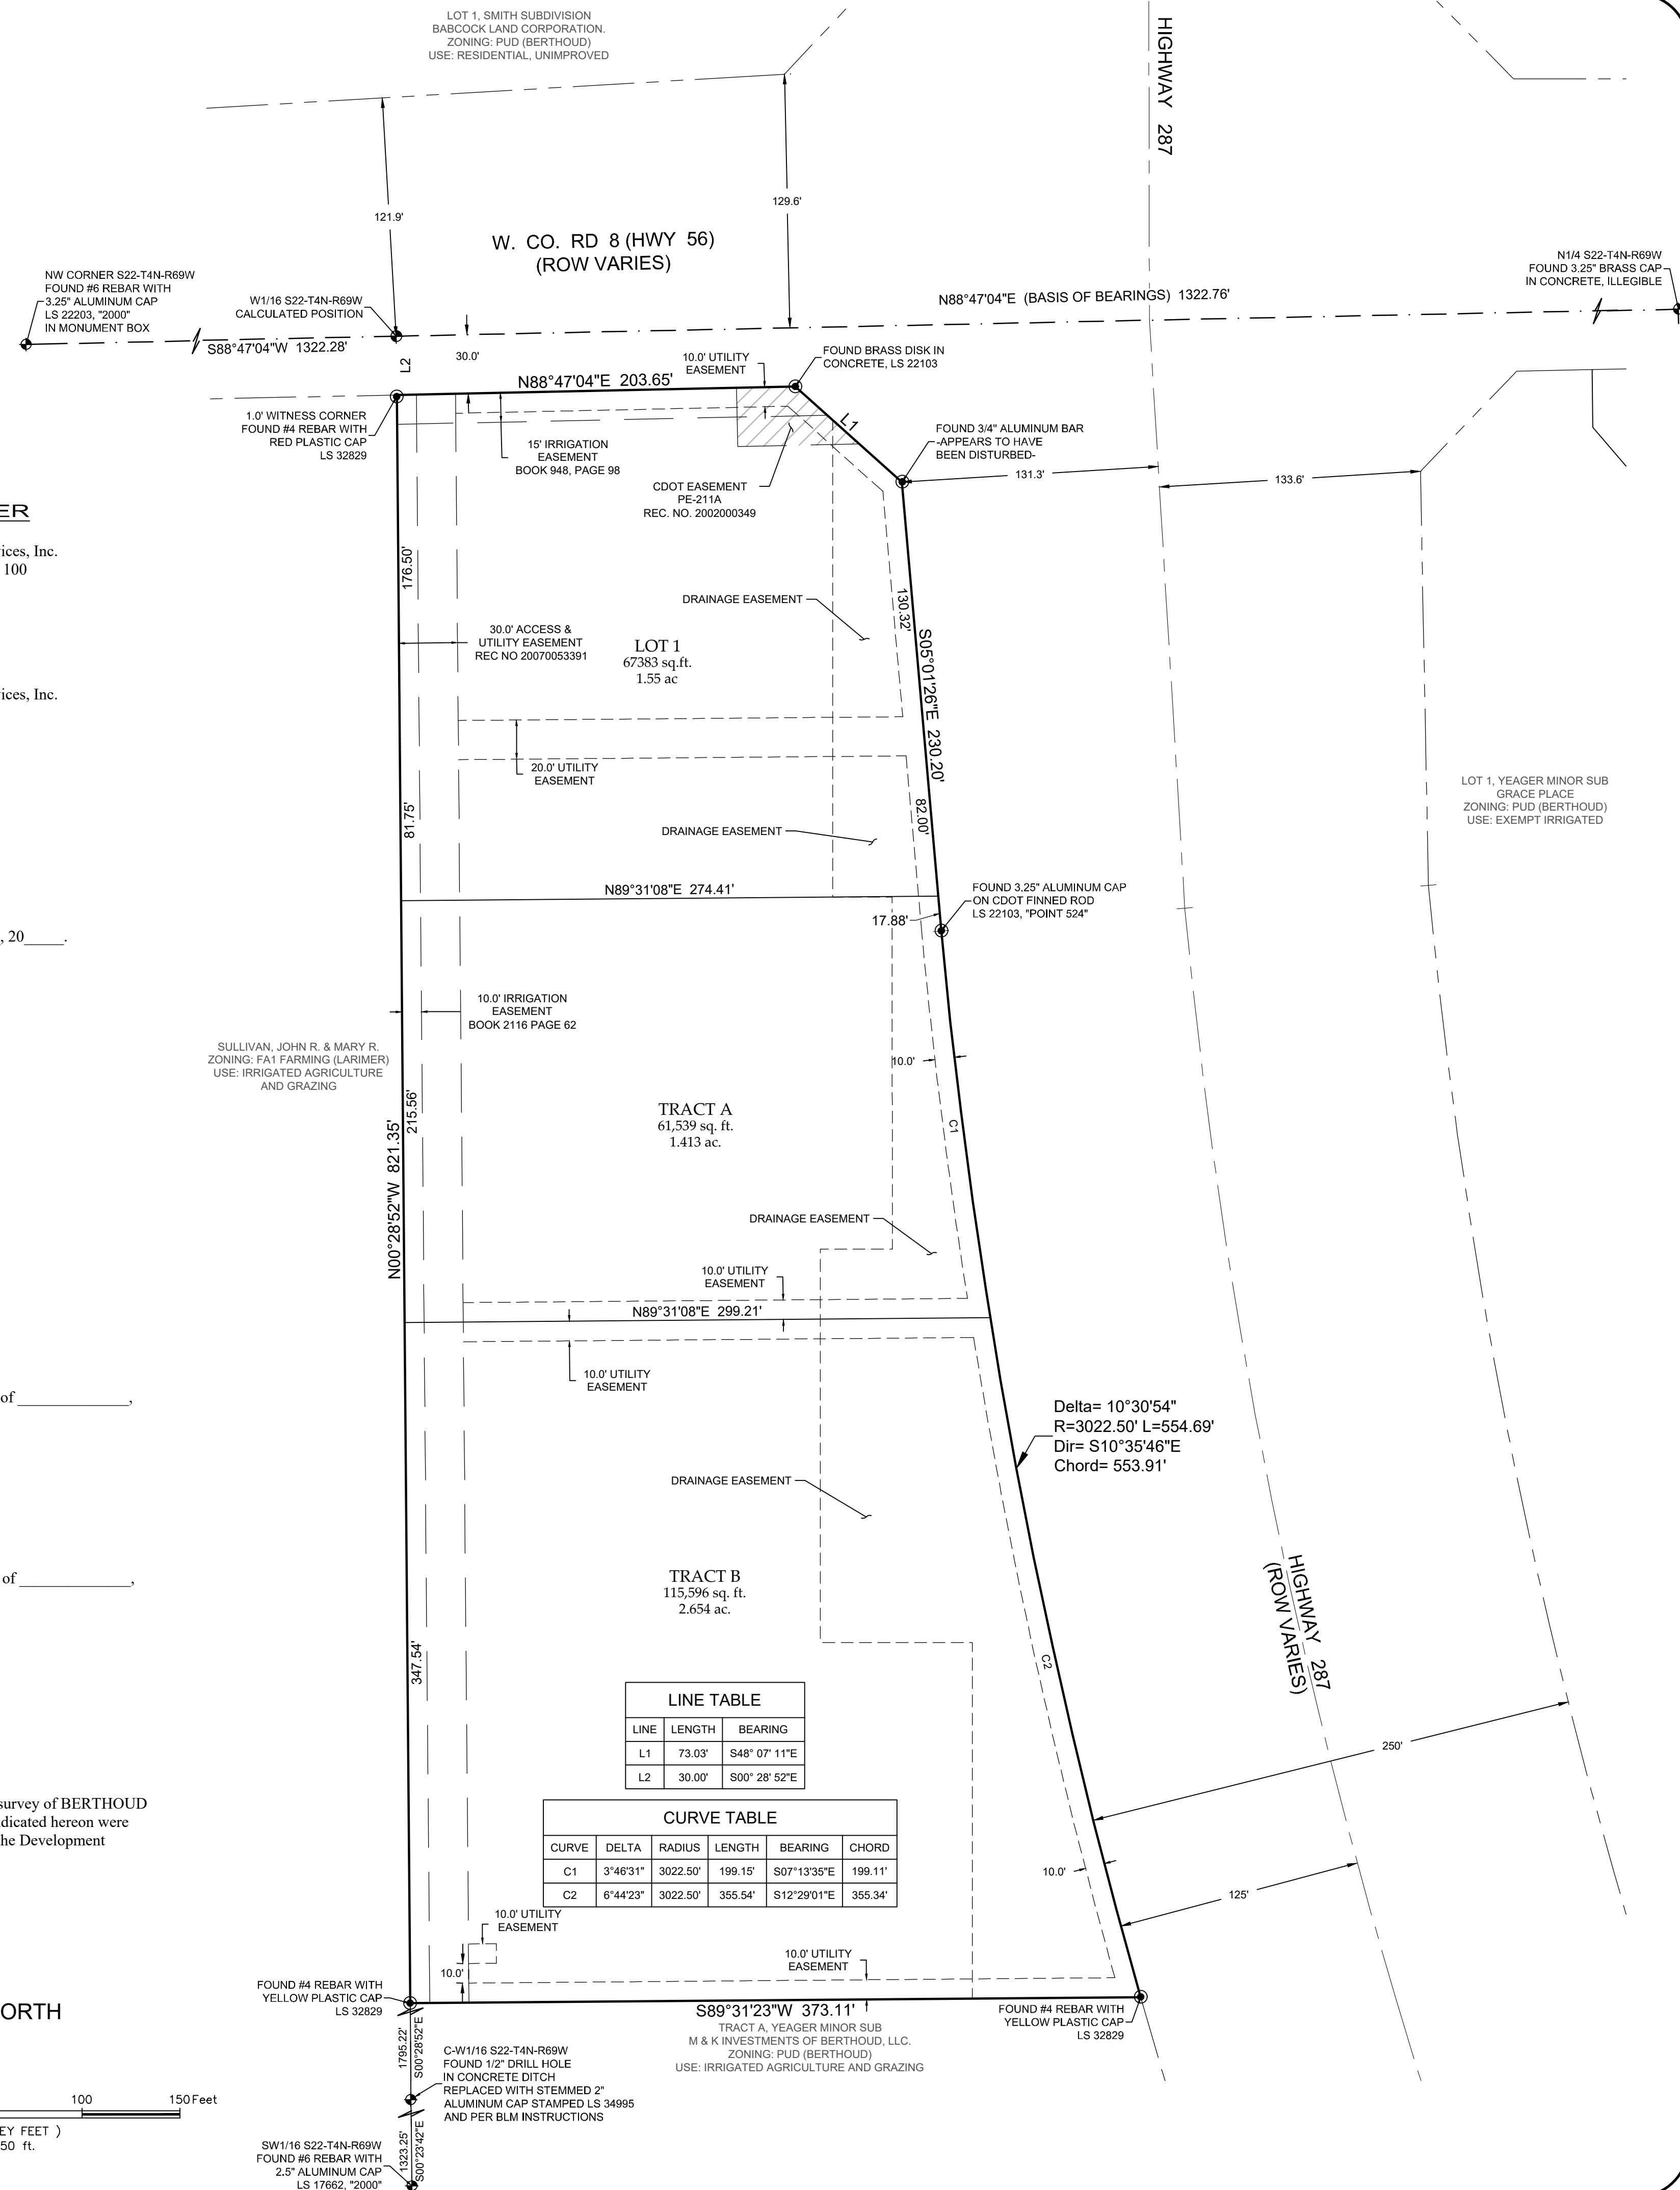 LOT 1, SMITH SUBDIVISION
BABCOCK LAND CORPORATION.
ZONING: PUD (BERTHOUD)
USE: RESIDENTIAL, UNIMPROVED
HIGHWAY 287
121.9'
129.6'
W. CO. RD 8 (HWY 56)
(ROW VARIES)
NW CORNER S22-T4N-R69W
FOUND #6 REBAR WITH
3.25" ALUMINUM CAP
LS 22203, "2000"
IN MONUMENT BOX
W1/16 S22-T4N-R69W
CALCULATED POSITION
N1/4 S22-T4N-R69W
FOUND 3.25" BRASS CAP
IN CONCRETE, ILLEGIBLE
N88°47'04"E (BASIS OF BEARINGS) 1322.76'
S88°47'04"W 1322.28'
L2
30.0'
10.0' UTILITY
EASEMENT
FOUND BRASS DISK IN
CONCRETE, LS 22103
N88°47'04"E 203.65'
1.0' WITNESS CORNER
FOUND #4 REBAR WITH
RED PLASTIC CAP
LS 32829
L1
15' IRRIGATION
EASEMENT
BOOK 948, PAGE 98
FOUND 3/4" ALUMINUM BAR
-APPEARS TO HAVE
BEEN DISTURBED-
131.3'
133.6'
CDOT EASEMENT
PE-211A
REC. NO. 2002000349
ER
ices, Inc.
100
176.50'
DRAINAGE EASEMENT
130.32'
30.0' ACCESS &
UTILITY EASEMENT
REC NO 20070053391
LOT 1
67383 sq.ft.
1.55 ac
S05°01'26"E 230.20'
ices, Inc.
20.0' UTILITY
EASEMENT
LOT 1, YEAGER MINOR SUB
GRACE PLACE
ZONING: PUD (BERTHOUD)
USE: EXEMPT IRRIGATED
81.75'
82.00'
DRAINAGE EASEMENT
N89°31'08"E 274.41'
FOUND 3.25" ALUMINUM CAP
ON CDOT FINNED ROD
LS 22103, "POINT 524"
17.88'
, 20_____.
10.0' IRRIGATION
EASEMENT
BOOK 2116 PAGE 62
SULLIVAN, JOHN R. & MARY R.
ZONING: FA1 FARMING (LARIMER)
USE: IRRIGATED AGRICULTURE
AND GRAZING
10.0'
215.56'
N00°28'52"W 821.35'
TRACT A
61,539 sq. ft.
1.413 ac.
C1
DRAINAGE EASEMENT
10.0' UTILITY
EASEMENT
N89°31'08"E 299.21'
10.0' UTILITY
EASEMENT
of ______________,
Delta= 10°30'54"
R=3022.50' L=554.69'
Dir= S10°35'46"E
Chord= 553.91'
DRAINAGE EASEMENT
of ______________,
TRACT B
115,596 sq. ft.
2.654 ac.
HIGHWAY 287
(ROW VARIES)
347.54'
C2
LINE TABLE
LINE LENGTH BEARING
L1 73.03' S48° 07' 11"E
L2 30.00' S00° 28' 52"E
250'
survey of BERTHOUD
dicated hereon were
he Development
CURVE TABLE
CURVE DELTA RADIUS LENGTH BEARING CHORD
C1 3°46'31" 3022.50' 199.15' S07°13'35"E 199.11'
C2 6°44'23" 3022.50' 355.54' S12°29'01"E 355.34'
10.0'
125'
10.0' UTILITY
EASEMENT
10.0' UTILITY
EASEMENT
10.0'
FOUND #4 REBAR WITH
YELLOW PLASTIC CAP
LS 32829
S89°31'23"W 373.11'
FOUND #4 REBAR WITH
YELLOW PLASTIC CAP
LS 32829
ORTH
TRACT A, YEAGER MINOR SUB
M & K INVESTMENTS OF BERTHOUD, LLC.
ZONING: PUD (BERTHOUD)
USE: IRRIGATED AGRICULTURE AND GRAZING
1795.22'
S00°28'52"E
C-W1/16 S22-T4N-R69W
FOUND 1/2" DRILL HOLE
IN CONCRETE DITCH
REPLACED WITH STEMMED 2"
ALUMINUM CAP STAMPED LS 34995
AND PER BLM INSTRUCTIONS
100 150 Feet
EY FEET )
50 ft.
1323.25'
S00°23'42"E
SW1/16 S22-T4N-R69W
FOUND #6 REBAR WITH
2.5" ALUMINUM CAP
LS 17662, "2000"